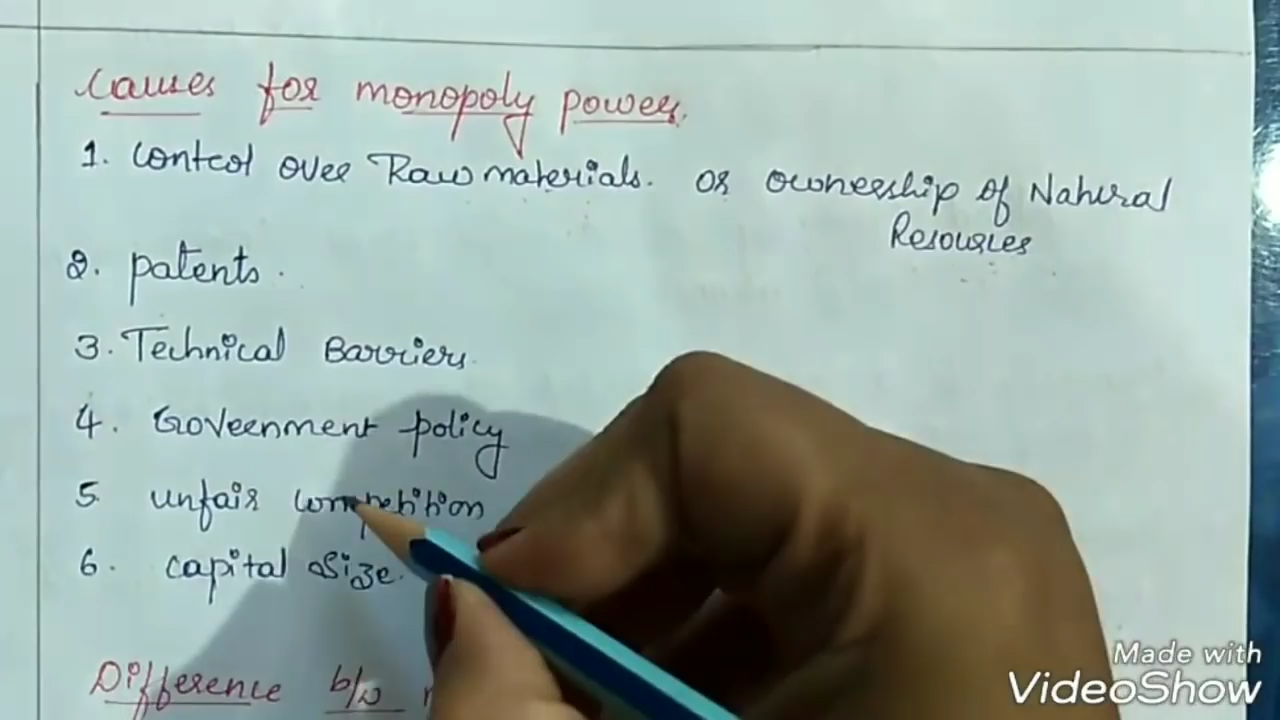 Causes for monopoly power.
1. Control over Raw materials. or ownership of Natural
Resources
2. patents.
3. Technical Barriers.
4. Government policy
5 unfair competition
6. capital size.
Difference b/w
Made with
VideoShow